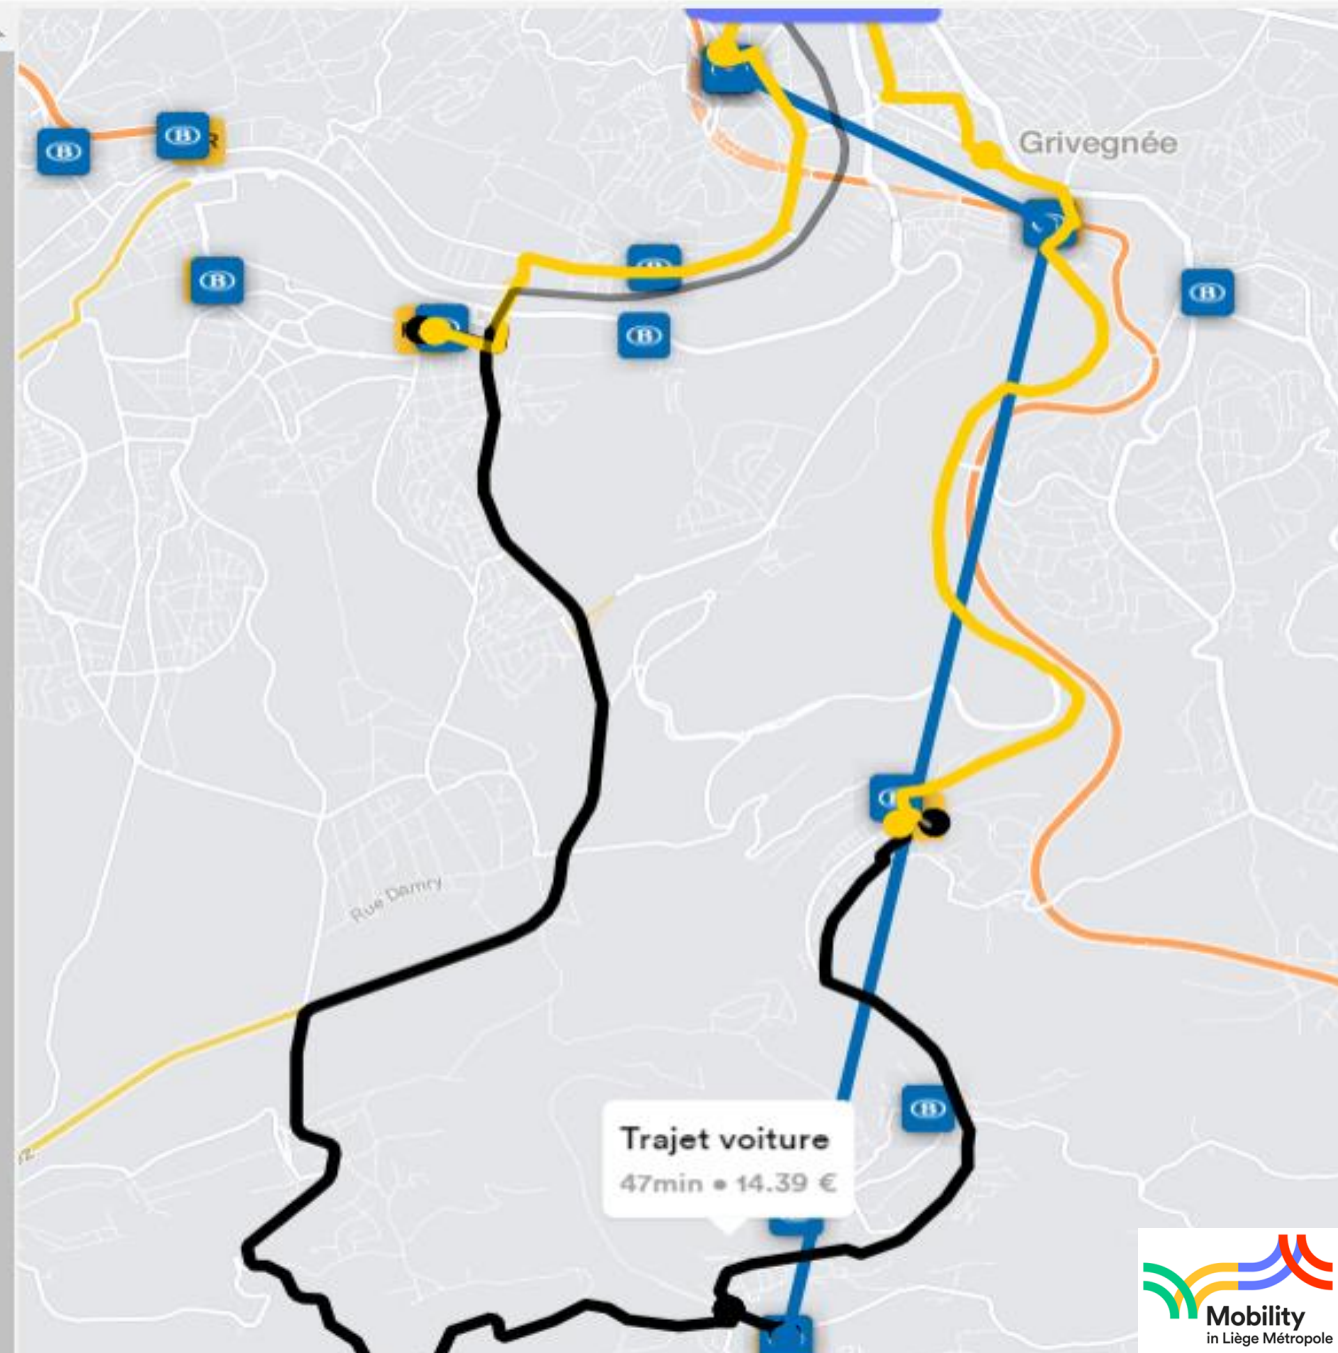 B
B
R
Grivegnée
B
B
B
Rue Damry
B
Trajet voiture
47min • 14.39 €
Mobility
in Liège Métropole